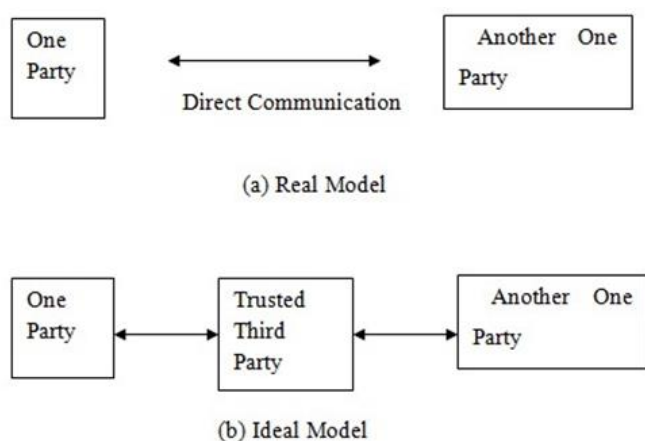 One
Party
Another One
Party
Direct Communication
(a) Real Model
One
Party
Trusted
Third
Party
Another One
Party
(b) Ideal Model